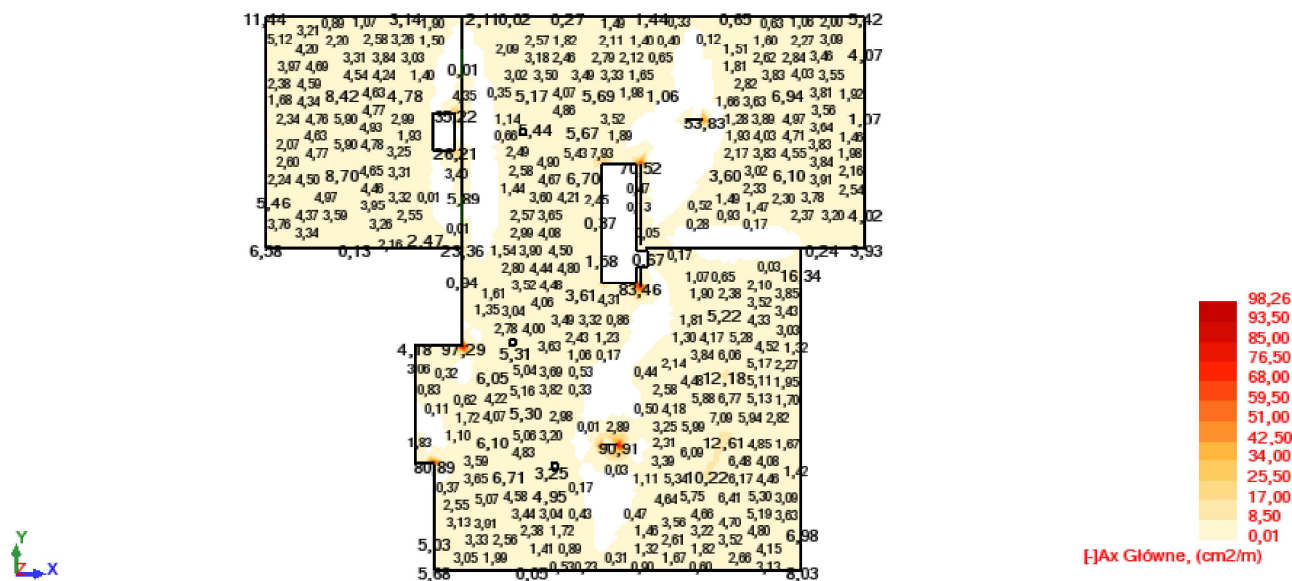 11,44 3,14 1,90 2,11 0,02 0,27 1,49 1,44 0,33 0,65 0,63 1,06 2,00 5,42
3,21 0,89 1,07
5,12 4,20 2,20 2,58 3,26 1,50 2,09 2,57 1,82 2,11 1,40 0,40 0,12 1,51 1,60 2,27 3,09
3,31 3,84 3,03 3,18 2,46 2,79 2,12 0,65 2,62 2,84 3,46 4,07
3,97 4,69 4,54 4,24 1,40 0,01 3,02 3,50 3,49 3,33 1,65 1,81 3,83 4,03 3,55
2,38 4,59 2,82
1,68 4,34 8,42 4,63 4,78 4,35 0,35 5,17 4,07 5,69 1,98 1,06 1,66 3,63 6,94 3,81 1,92
2,34 4,76 5,90 4,77 2,99 35,22 1,14 4,86 3,52 53,83 1,28 3,89 4,97 3,56 1,07
4,63 4,93 1,93 0,66 5,44 5,67 1,89 1,93 4,03 4,71 3,04 1,46
2,07 4,77 5,90 4,78 3,25 26,21 2,49 4,90 5,43 7,93 2,17 3,83 4,55 3,64 1,98
2,60 8,70 4,65 3,31 3,40 2,58 6,70 70,52 3,60 3,02 6,10 3,84 2,16
2,24 4,50 4,46 1,44 4,67 0,47 2,33 3,91 2,54
5,46 4,97 3,95 3,32 0,01 5,89 3,60 4,21 2,45 0,52 1,49 2,30 3,78
3,76 4,37 3,59 3,26 2,55 0,01 2,57 3,65 0,37 0,28 0,93 1,47 0,17 2,37 3,20 4,02
3,34 2,16 2,47 2,99 4,08
6,38 0,13 23,36 1,54 3,90 4,50 1,58 0,67 0,17 0,24 3,93
2,80 4,44 4,80 0,03 16,34
0,94 3,52 4,48 83,46 1,07 0,65 2,10
1,61 4,06 3,61 4,31 1,90 2,38 3,52 3,85
1,35 3,04 3,49 3,32 0,86 1,81 5,22 4,33 3,43
2,78 4,00 2,43 1,23 1,30 4,17 5,28 3,03
4,18 97,29 5,31 3,63 1,06 0,17 3,84 6,06 4,52 1,32
3,06 0,32 6,05 5,04 3,69 0,53 0,44 2,14 5,17 2,27
0,83 5,16 3,82 0,33 2,58 4,48 12,18 5,11 1,95
0,11 0,62 4,22 5,88 6,77 5,13 1,70
1,72 4,07 5,30 2,98 0,50 4,18 7,09 5,94 2,82
1,10 5,06 3,20 0,01 2,89 3,25 5,99
1,83 6,10 4,83 90,91 2,31 6,09 12,61 4,85 1,67
80,89 3,59 3,25 0,03 3,39 6,48 4,08 1,42
0,37 3,65 6,71 0,17 1,11 5,34 10,22 6,17 4,46
2,55 5,07 4,58 4,95 4,64 5,75 6,41 5,30 3,09
3,13 3,91 3,44 3,04 0,43 0,47 3,56 4,66 4,70 5,19 3,63
3,33 2,56 2,38 1,72 1,46 2,61 3,22 3,52 4,80 6,98
5,03 3,05 1,99 1,41 0,89 0,31 1,32 1,67 1,82 2,66 4,15
5,68 0,05 0,53 0,23 0,90 0,60 1,73 3,13 8,03
98,26
93,50
85,00
76,50
68,00
59,50
51,00
42,50
34,00
25,50
17,00
8,50
0,01
[-]Ax Główne, (cm2/m)
Y
Z X